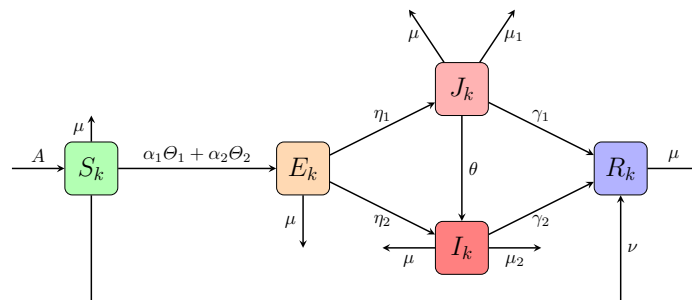 μ μ₁
J_k
μ
η₁ γ₁
A α₁Θ₁ + α₂Θ₂ μ
S_k E_k θ R_k
μ η₂ γ₂
I_k ν
μ μ₂